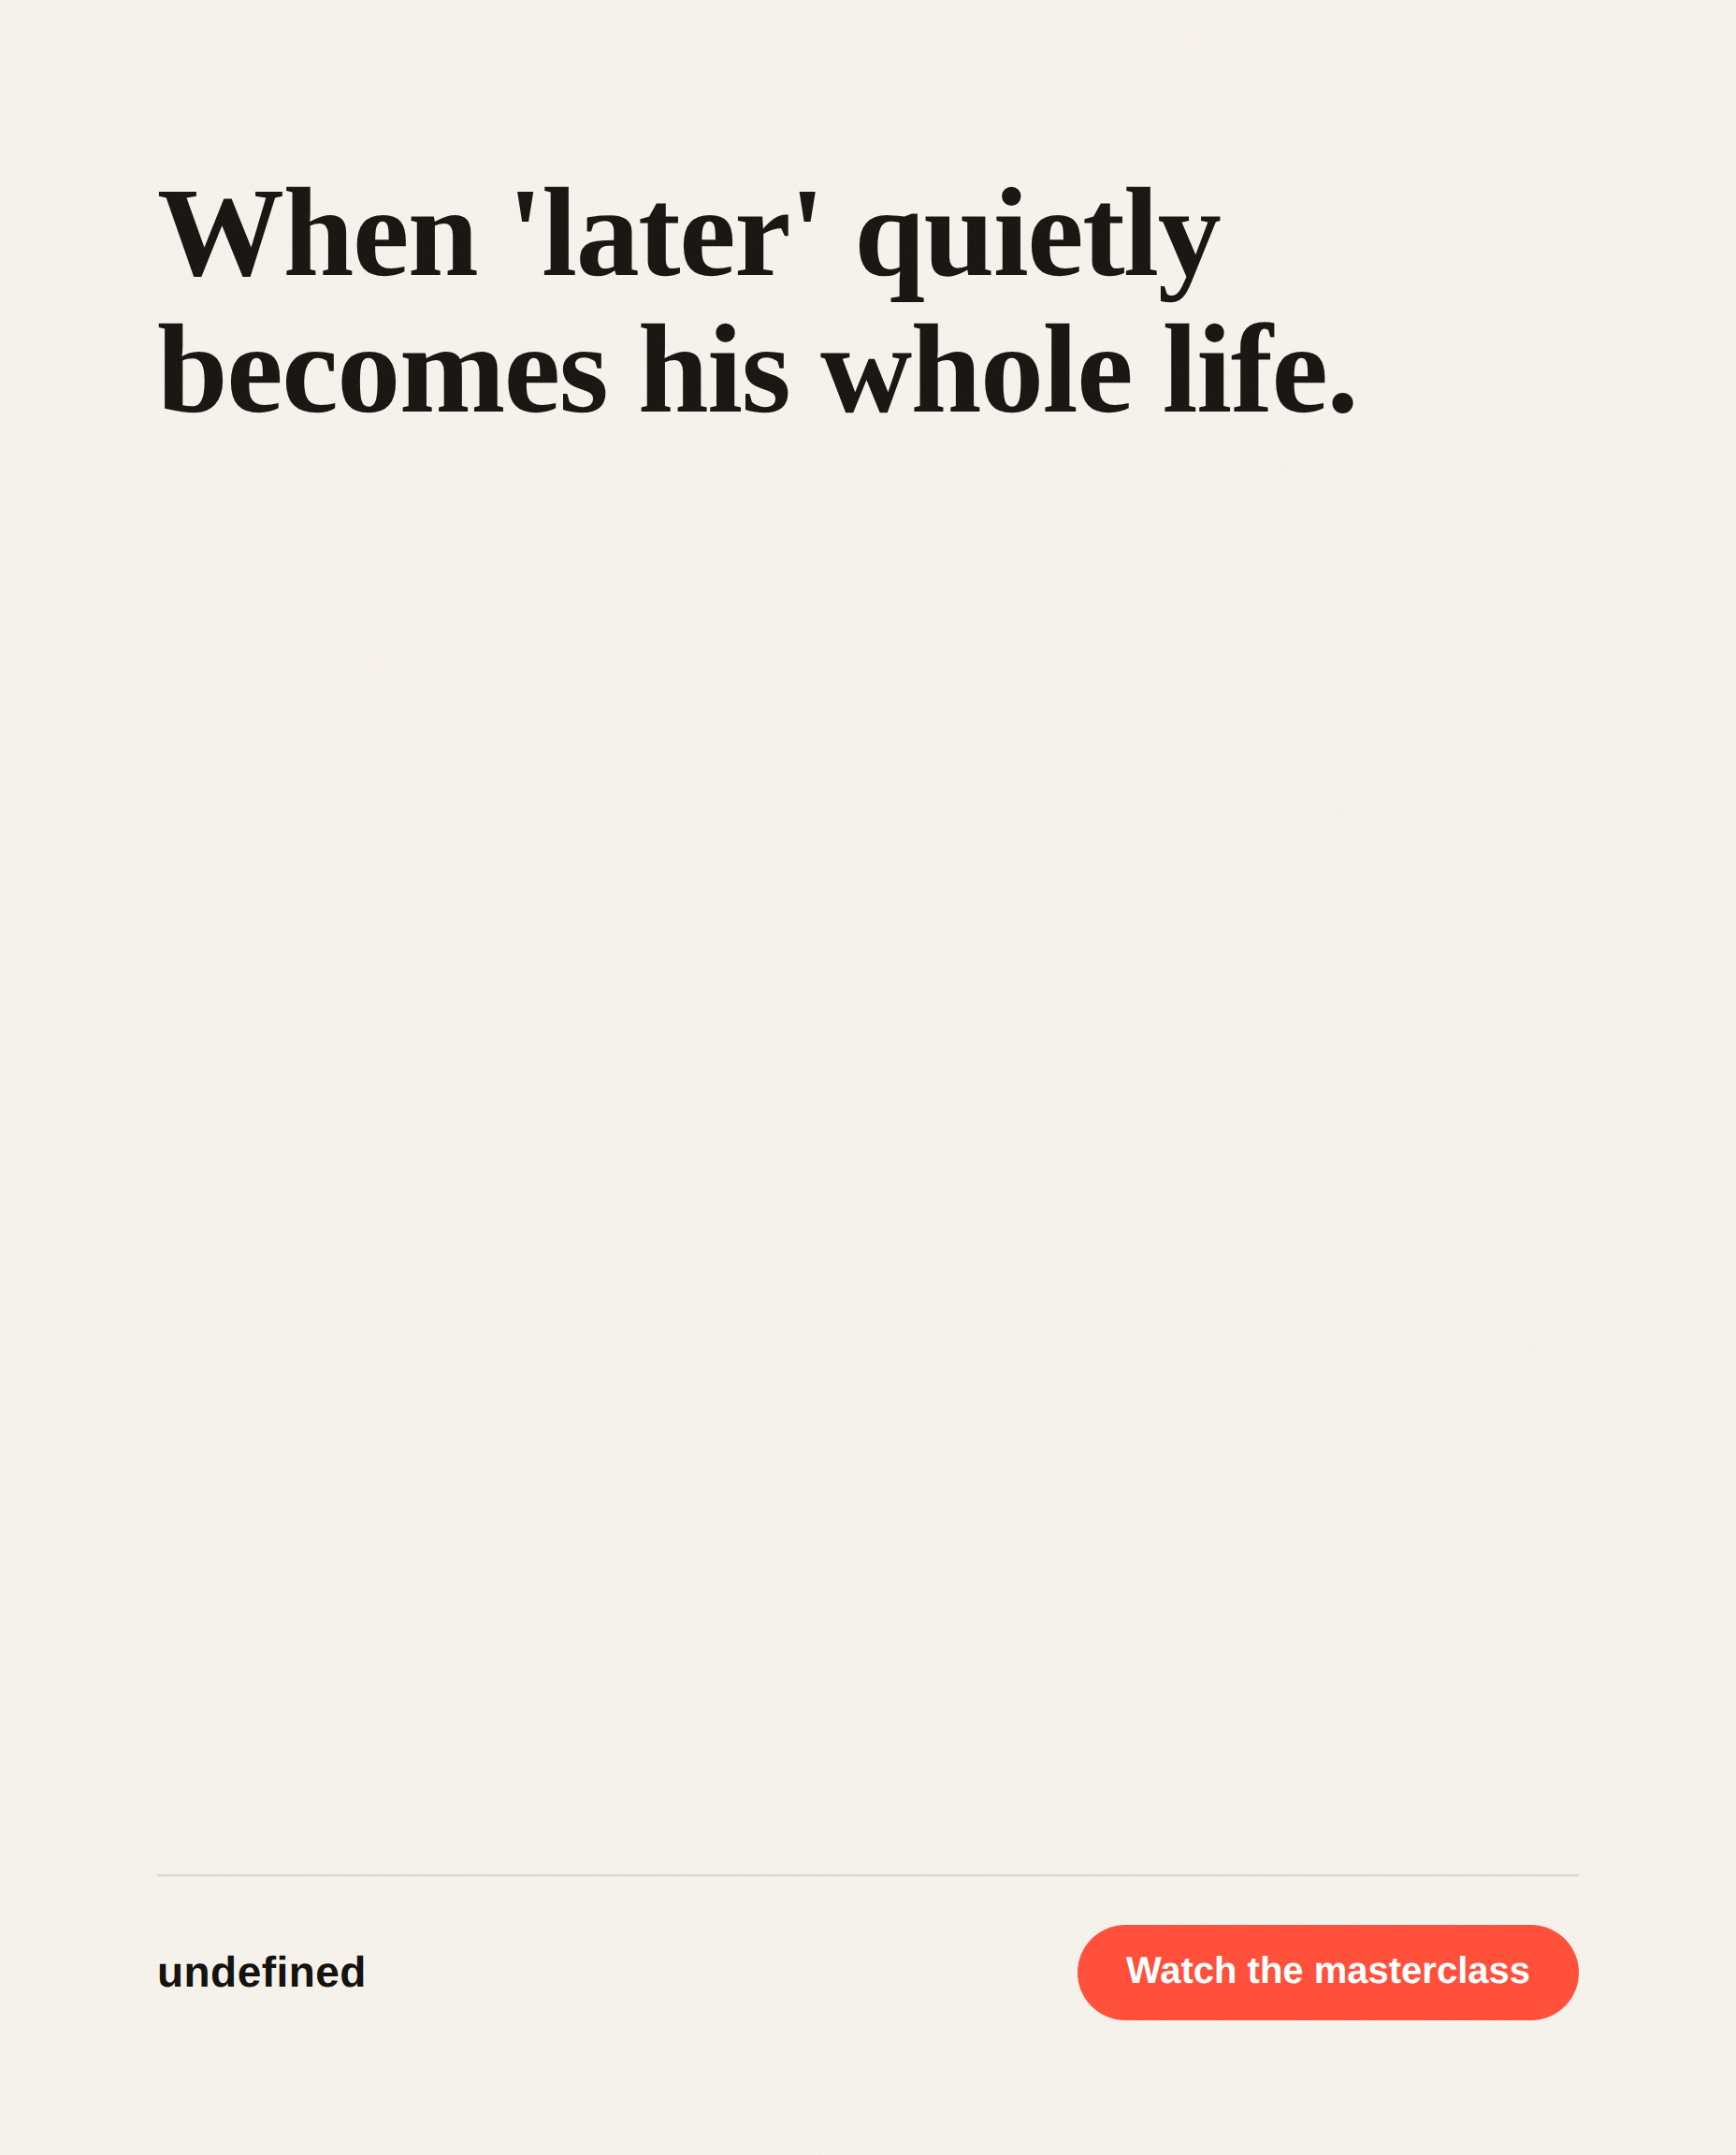 When 'later' quietly
becomes his whole life.
undefined
Watch the masterclass